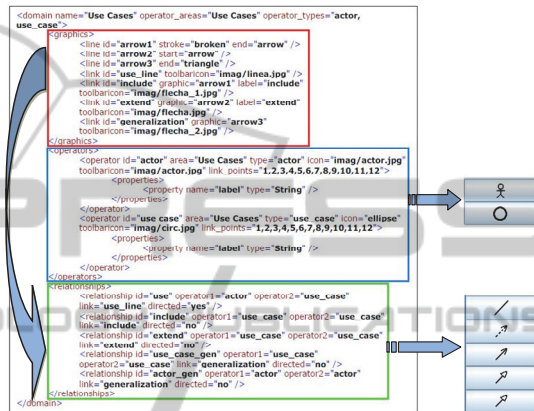 <domain name="Use Cases" operator_areas="Use Cases" operator_types="actor,
use_case">
<graphics>
<line id="arrow1" stroke="broken" end="arrow" />
<line id="arrow2" start="arrow" />
<line id="arrow3" end="triangle" />
<link id="use_line" toolbaricon="imag/linea.jpg" />
<link id="include" graphic="arrow1" label="include"
toolbaricon="imag/flecha_1.jpg" />
<link id="extend" graphic="arrow2" label="extend"
toolbaricon="imag/flecha.jpg" />
<link id="generalization" graphic="arrow3"
toolbaricon="imag/flecha_2.jpg" />
</graphics>
<operators>
<operator id="actor" area="Use Cases" type="actor" icon="imag/actor.jpg"
toolbaricon="imag/actor.jpg" link_points="1,2,3,4,5,6,7,8,9,10,11,12">
<properties>
<property name="label" type="String" />
</properties>
</operator>
<operator id="use case" area="Use Cases" type="use_case" icon="ellipse"
toolbaricon="imag/circ.jpg" link_points="1,2,3,4,5,6,7,8,9,10,11,12">
<properties>
<property name="label" type="String" />
</properties>
</operator>
</operators>
<relationships>
<relationship id="use" operator1="actor" operator2="use_case"
link="use_line" directed="yes" />
<relationship id="include" operator1="use_case" operator2="use_case"
link="include" directed="no" />
<relationship id="extend" operator1="use_case" operator2="use_case"
link="extend" directed="no" />
<relationship id="use_case_gen" operator1="use_case"
operator2="use_case" link="generalization" directed="no" />
<relationship id="actor_gen" operator1="actor" operator2="actor"
link="generalization" directed="no" />
</relationships>
</domain>